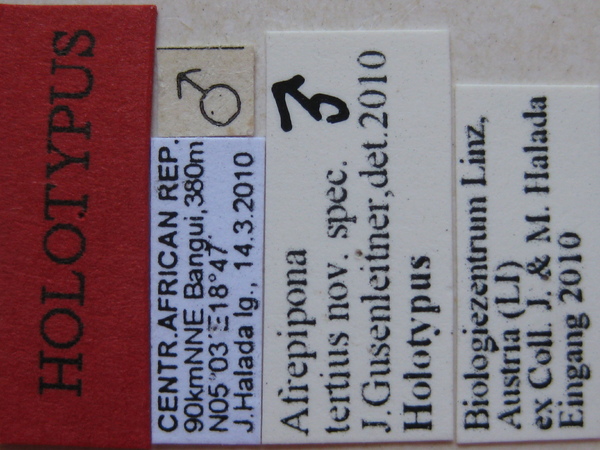 HOLOTYPUS
♂
CENTR.AFRICAN REP.
90kmNNE Bangui,380m
N05°03' E18°47'
J.Halada lg., 14.3.2010
♂
Afrepipona
tertius nov. spec.
J.Gusenleitner,det.2010
Holotypus
Biologiezentrum Linz,
Austria (LI)
ex Coll. J. & M. Halada
Eingang 2010